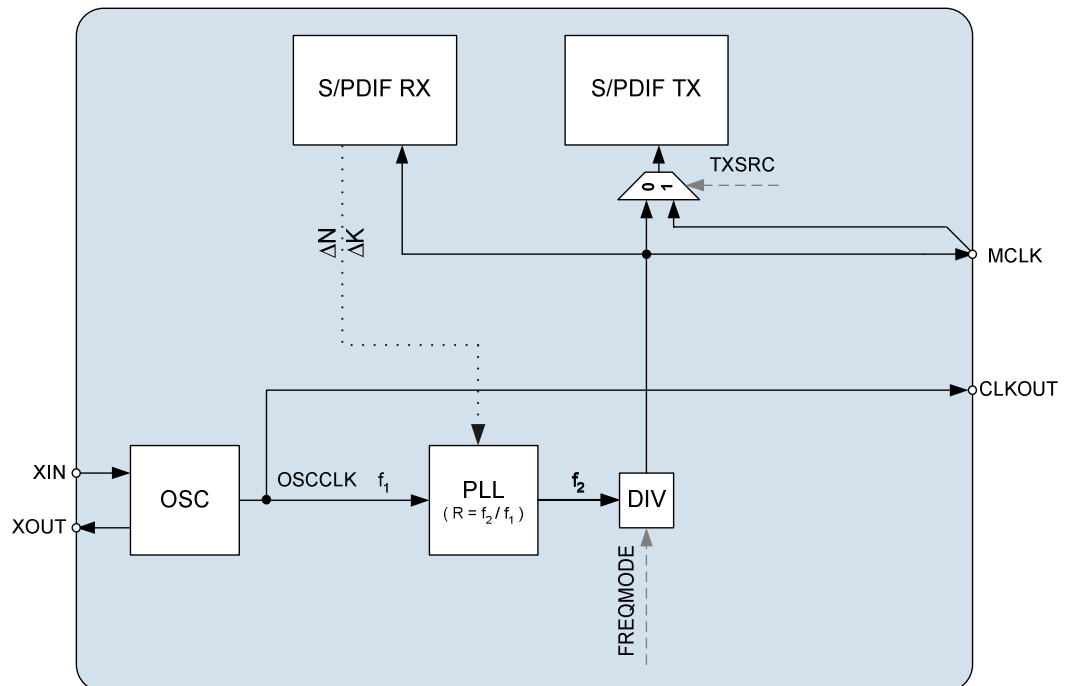 S/PDIF RX
S/PDIF TX
TXSRC
0
1
ΔN
ΔK
MCLK
CLKOUT
XIN
XOUT
OSC
OSCCLK f1
PLL
( R = f2 / f1 )
f2
DIV
FREQMODE